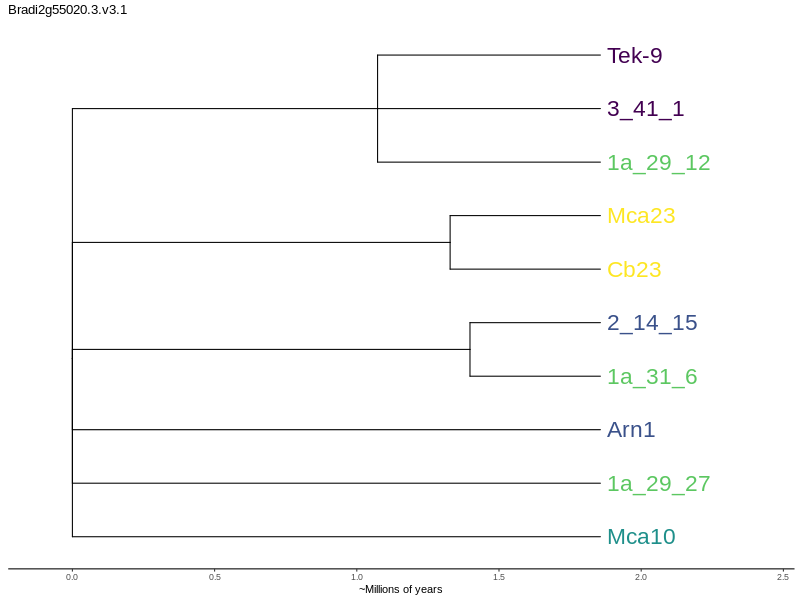 Bradi2g55020.3.v3.1
Tek-9
3_41_1
1a_29_12
Mca23
Cb23
2_14_15
1a_31_6
Arn1
1a_29_27
Mca10
0.0 0.5 1.0 1.5 2.0 2.5
~Millions of years